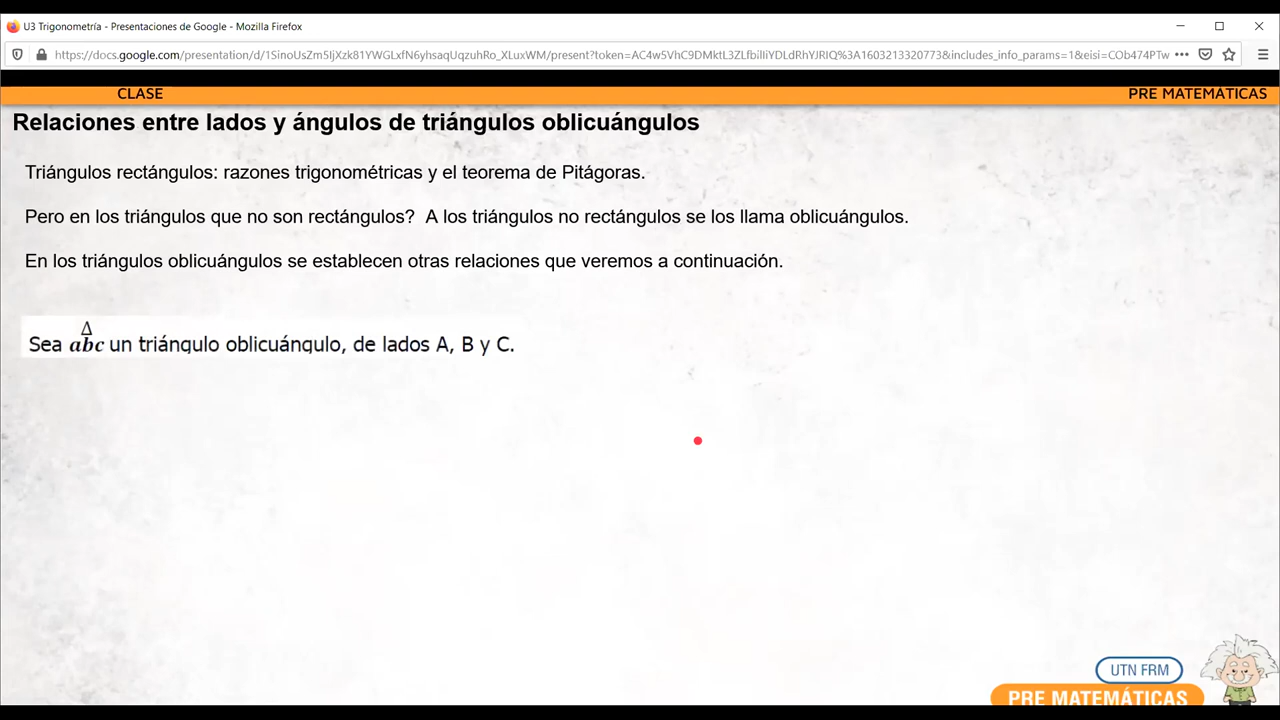 U3 Trigonometría - Presentaciones de Google - Mozilla Firefox
https://docs.google.com/presentation/d/1SinoUsZm5IjXzk81YWGLxfN6yhsaqUqzuhRo_XLuxWM/present?token=AC4w5VhC9DMktL3ZLfbilIiYDLdRhYJRIQ%3A1603213320773&includes_info_params=1&eisi=COb474PTw
CLASE PRE MATEMATICAS
Relaciones entre lados y ángulos de triángulos oblicuángulos
Triángulos rectángulos: razones trigonométricas y el teorema de Pitágoras.
Pero en los triángulos que no son rectángulos? A los triángulos no rectángulos se los llama oblicuángulos.
En los triángulos oblicuángulos se establecen otras relaciones que veremos a continuación.
Δ
Sea abc un triángulo oblicuángulo, de lados A, B y C.
UTN FRM
PRE MATEMÁTICAS